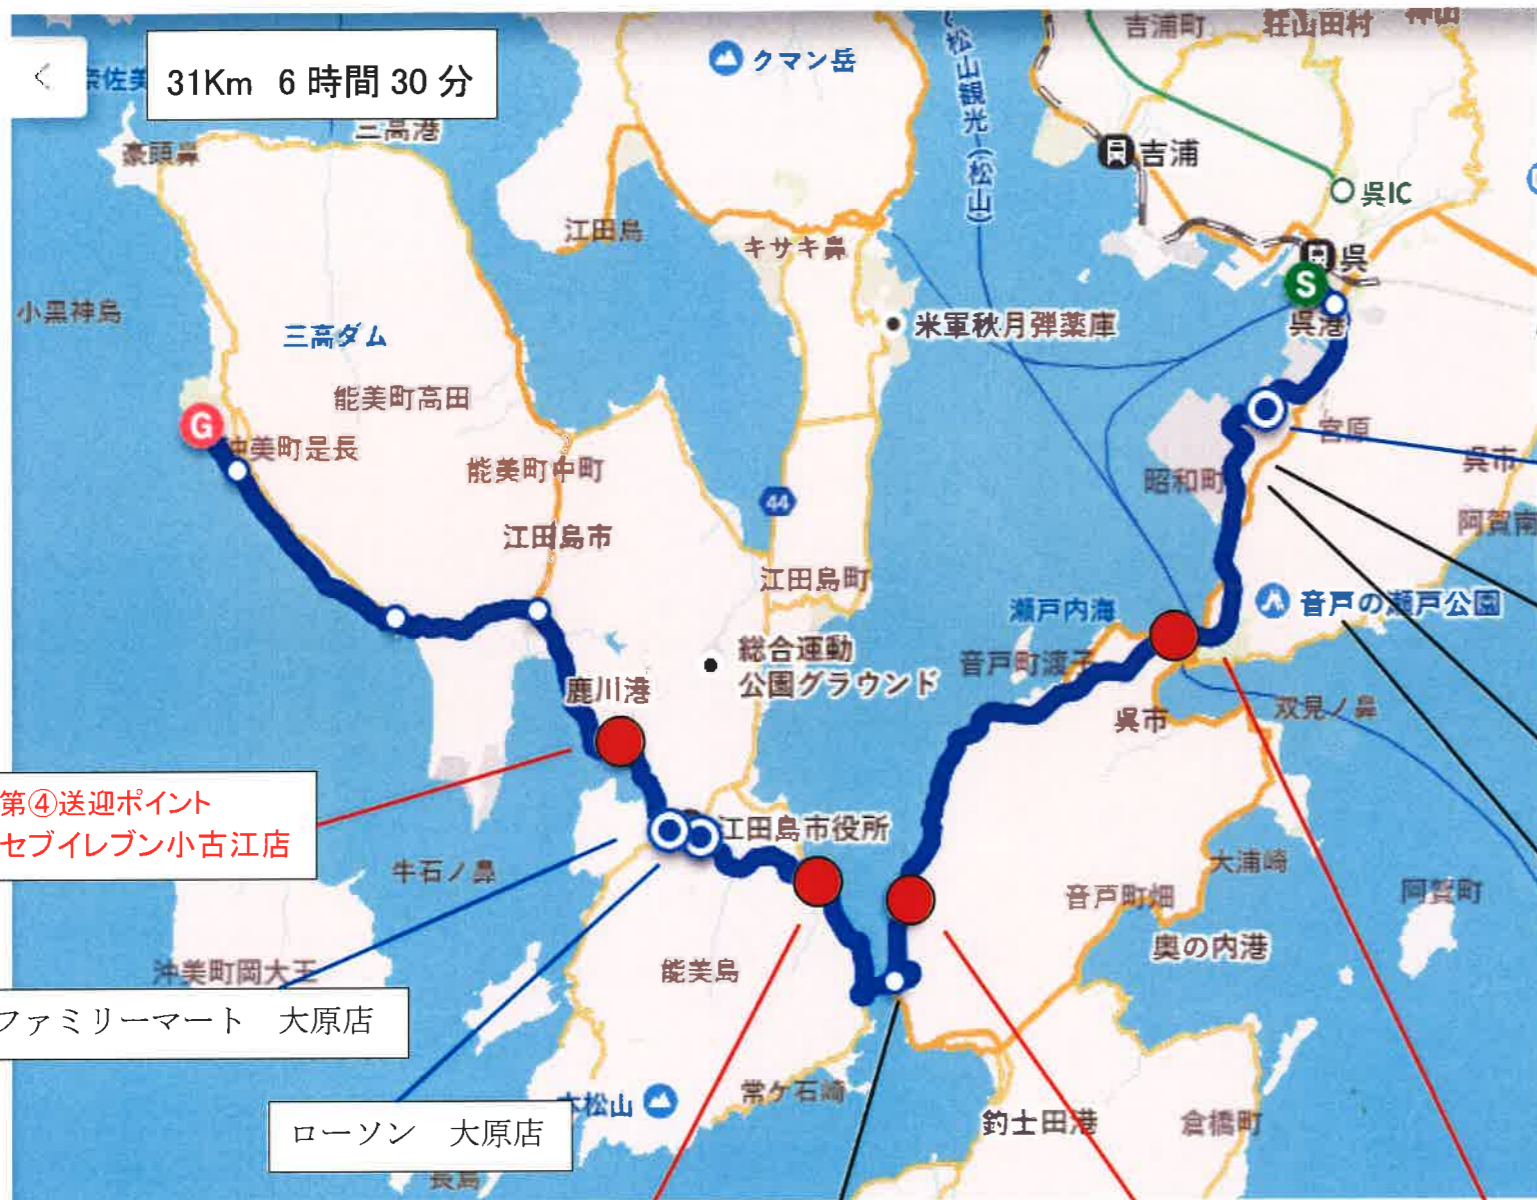 吉浦町
荘山田村
クマン岳
奈佐美
31Km 6時間30分
(松山観光)(松山)
三高港
豪頭鼻
吉浦
呉IC
江田島
キサキ鼻
呉
S
小黒神島
米軍秋月弾薬庫
呉港
三高ダム
能美町高田
G
沖美町是長
宮原
能美町中町
呉市
昭和町
44
江田島市
阿賀南
江田島町
瀬戸内海
音戸の瀬戸公園
総合運動
公園グラウンド
音戸町渡子
鹿川港
呉市
双見ノ鼻
第④送迎ポイント
セブイレブン小古江店
江田島市役所
牛石ノ鼻
大浦崎
音戸町畑
阿賀町
沖美町岡大王
能美島
奥の内港
ファミリーマート 大原店
本松山
常ケ石崎
釣士田港
倉橋町
ローソン 大原店
長島